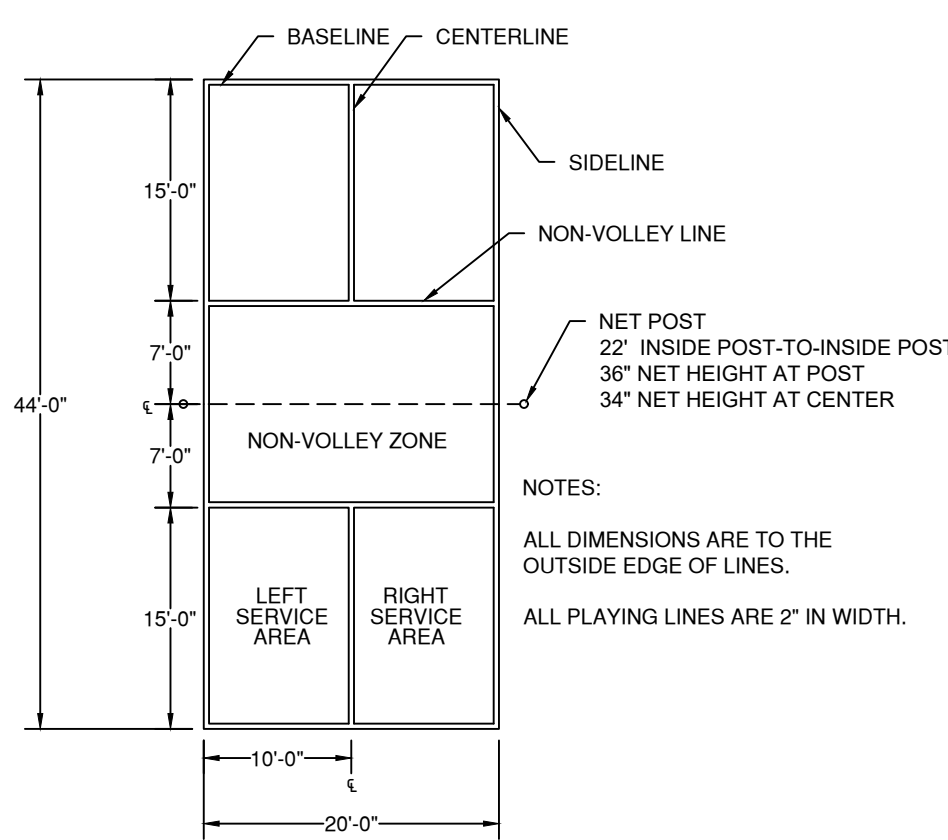 BASELINE
CENTERLINE
SIDELINE
15'-0"
NON-VOLLEY LINE
NET POST
22' INSIDE POST-TO-INSIDE POST
36" NET HEIGHT AT POST
34" NET HEIGHT AT CENTER
7'-0"
44'-0"
℄
NON-VOLLEY ZONE
7'-0"
NOTES:
ALL DIMENSIONS ARE TO THE
OUTSIDE EDGE OF LINES.
ALL PLAYING LINES ARE 2" IN WIDTH.
15'-0"
LEFT
SERVICE
AREA
RIGHT
SERVICE
AREA
10'-0"
℄
20'-0"